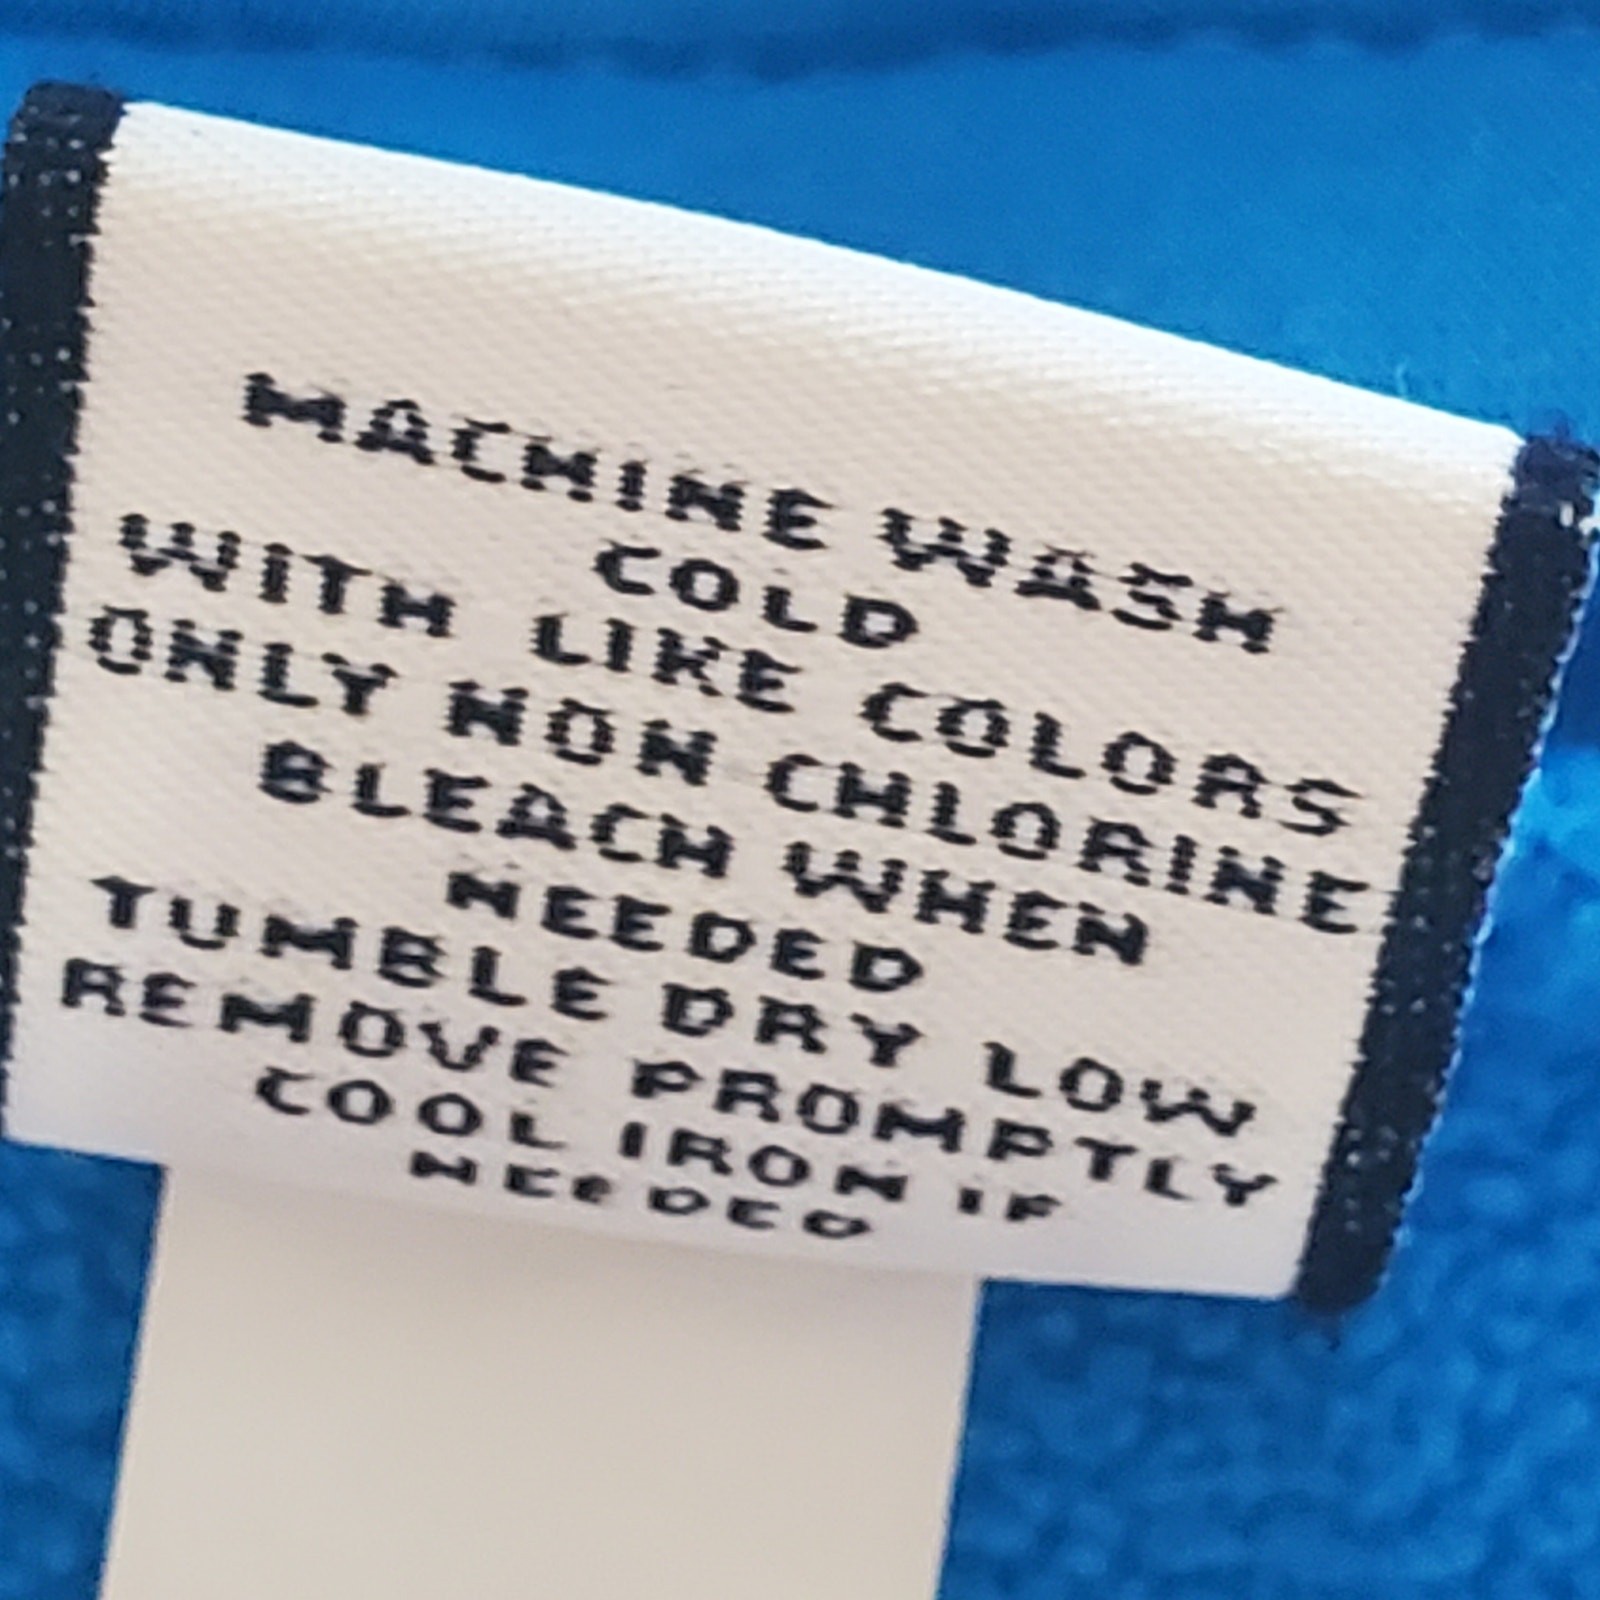 MACHINE WASH
COLD
WITH LIKE COLORS
ONLY NON CHLORINE
BLEACH WHEN
NEEDED
TUMBLE DRY LOW
REMOVE PROMPTLY
COOL IRON IF
NEEDED